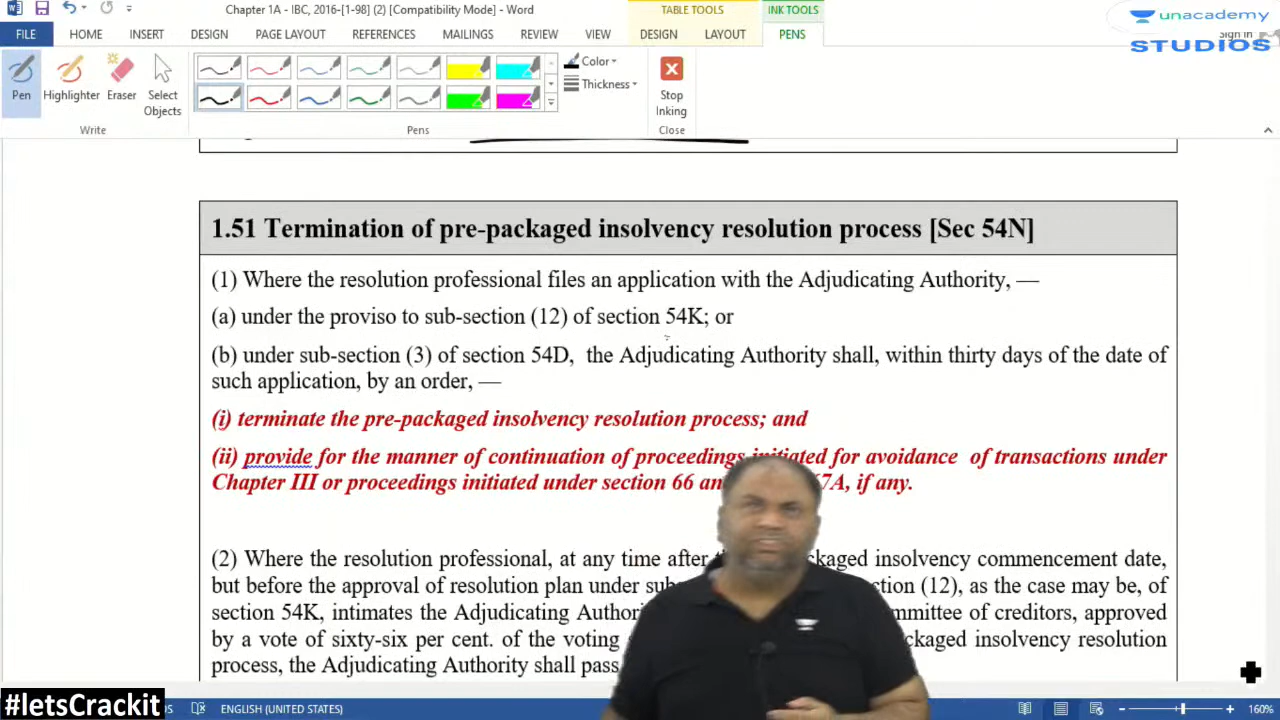 Chapter 1A - IBC, 2016-[1-98] (2) [Compatibility Mode] - Word
TABLE TOOLS
INK TOOLS
unacademy
STUDIOS
Sign in
FILE
HOME
INSERT
DESIGN
PAGE LAYOUT
REFERENCES
MAILINGS
REVIEW
VIEW
DESIGN
LAYOUT
PENS
Pen
Highlighter
Eraser
Select Objects
Color
Thickness
Stop Inking
Write
Pens
Close
1.51 Termination of pre-packaged insolvency resolution process [Sec 54N]
(1) Where the resolution professional files an application with the Adjudicating Authority, —
(a) under the proviso to sub-section (12) of section 54K; or
(b) under sub-section (3) of section 54D, the Adjudicating Authority shall, within thirty days of the date of
such application, by an order, —
(i) terminate the pre-packaged insolvency resolution process; and
(ii) provide for the manner of continuation of proceedings initiated for avoidance of transactions under
Chapter III or proceedings initiated under section 66 an 67A, if any.
(2) Where the resolution professional, at any time after ckaged insolvency commencement date,
but before the approval of resolution plan under ction (12), as the case may be, of
section 54K, intimates the Adjudicating mmittee of creditors, approved
by a vote of sixty-six per cent. of the voting ckaged insolvency resolution
process, the Adjudicating Authority shall pass
#letsCrackit
ENGLISH (UNITED STATES)
160%